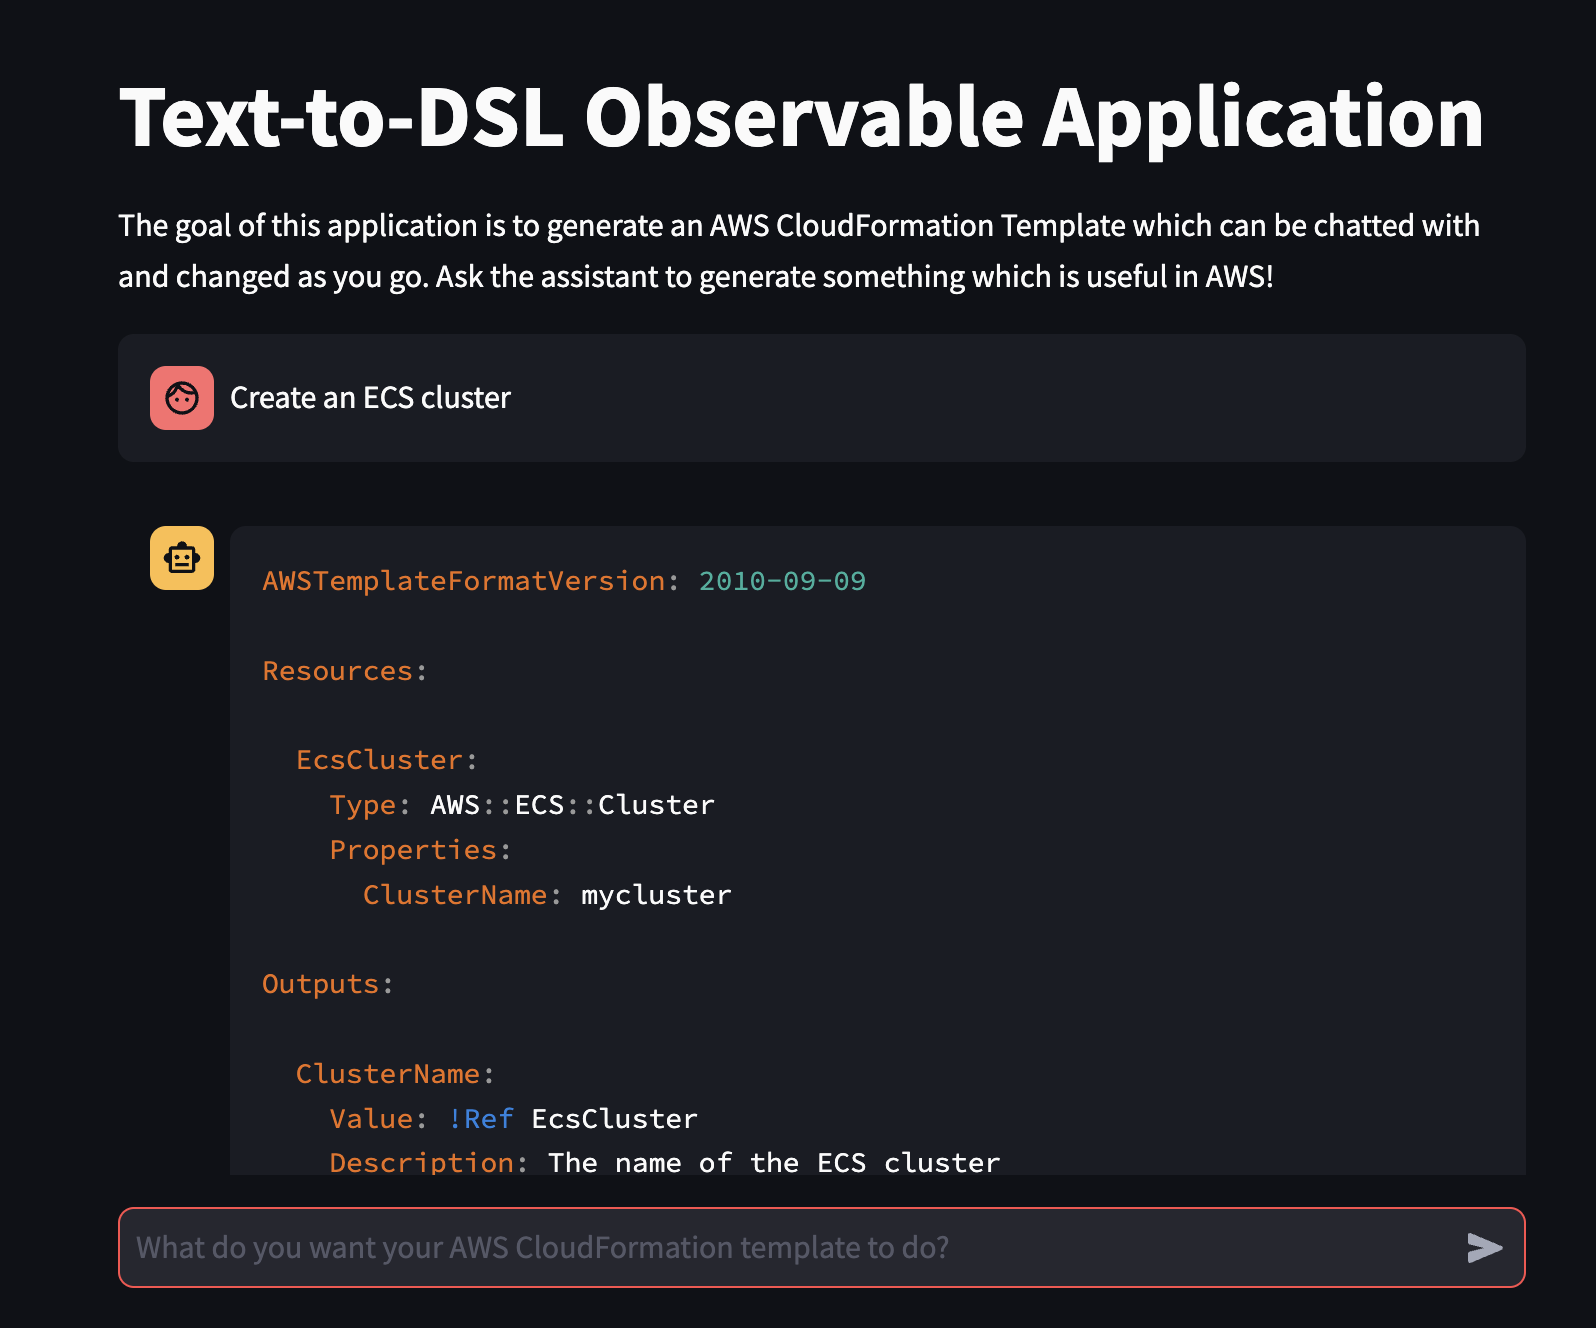 Text-to-DSL Observable Application
The goal of this application is to generate an AWS CloudFormation Template which can be chatted with
and changed as you go. Ask the assistant to generate something which is useful in AWS!
Create an ECS cluster
AWSTemplateFormatVersion: 2010-09-09
Resources:
  EcsCluster:
    Type: AWS::ECS::Cluster
    Properties:
      ClusterName: mycluster
Outputs:
  ClusterName:
    Value: !Ref EcsCluster
    Description: The name of the ECS cluster
What do you want your AWS CloudFormation template to do?